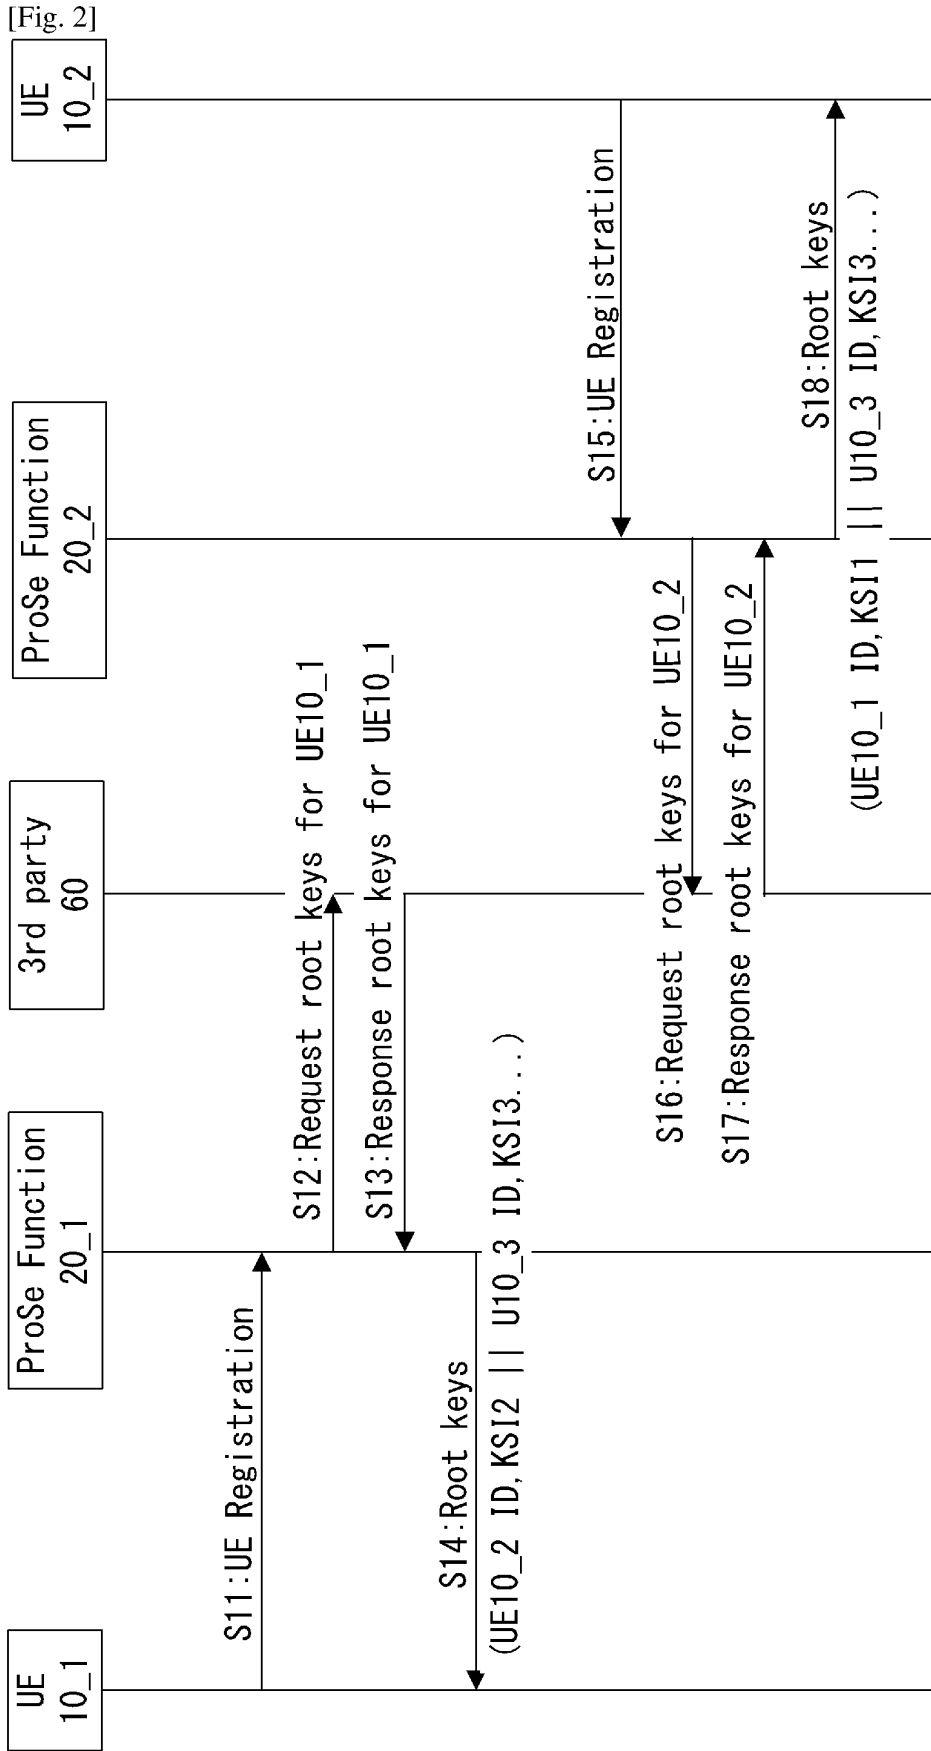 [Fig. 2]
UE
10_1
ProSe Function
20_1
3rd party
60
ProSe Function
20_2
UE
10_2
S11:UE Registration
S12:Request root keys for UE10_1
S13:Response root keys for UE10_1
S14:Root keys
(UE10_2 ID,KSI2 || U10_3 ID,KSI3...)
S15:UE Registration
S16:Request root keys for UE10_2
S17:Response root keys for UE10_2
S18:Root keys
(UE10_1 ID,KSI1 || U10_3 ID,KSI3...)